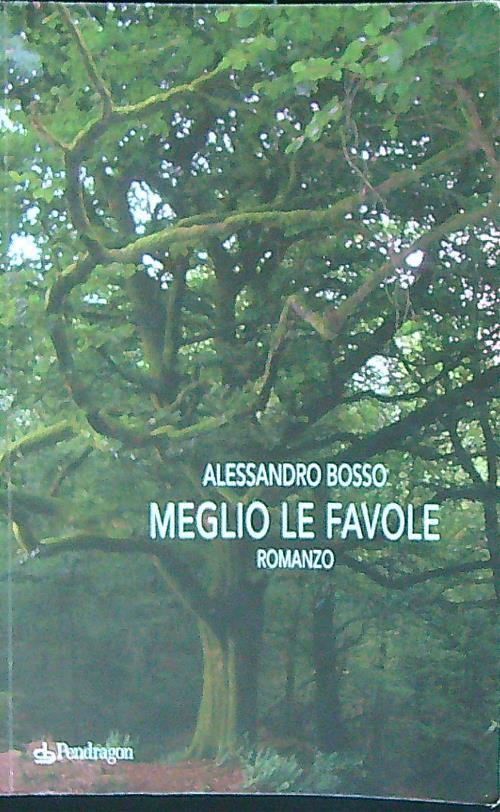 ALESSANDRO BOSSO
MEGLIO LE FAVOLE
ROMANZO
Pendragon